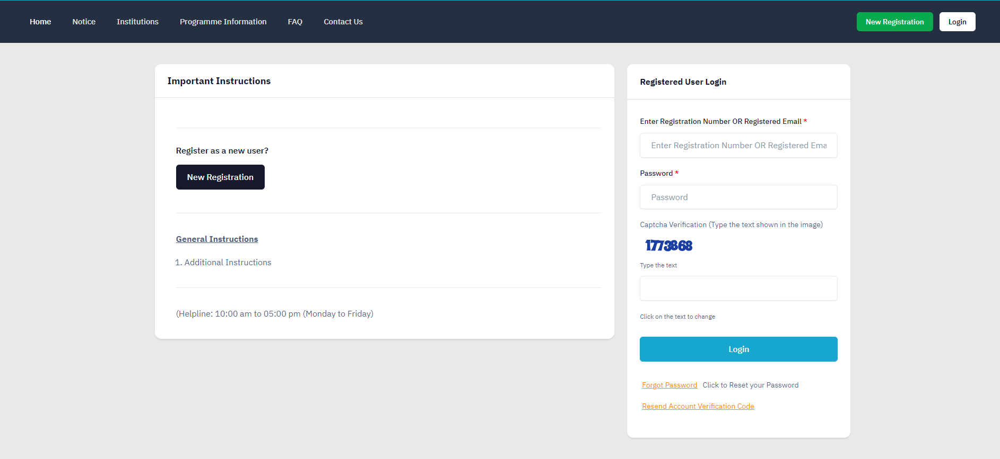 Home Notice Institutions Programme Information FAQ Contact Us New Registration Login
Important Instructions
Register as a new user?
New Registration
General Instructions
1. Additional Instructions
(Helpline: 10:00 am to 05:00 pm (Monday to Friday)
Registered User Login
Enter Registration Number OR Registered Email *
Enter Registration Number OR Registered Ema
Password *
Password
Captcha Verification (Type the text shown in the image)
1773868
Type the text
Click on the text to change
Login
Forgot Password Click to Reset your Password
Resend Account Verification Code